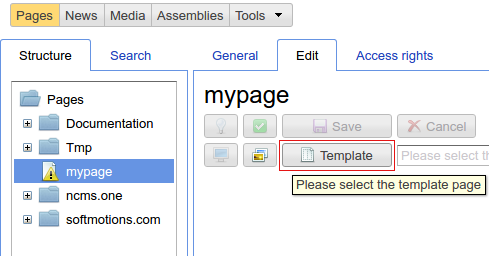 Pages News Media Assemblies Tools
Structure Search
General Edit Access rights
Pages
Documentation
Tmp
mypage
ncms.one
softmotions.com
mypage
Save Cancel
Template Please select the
Please select the template page